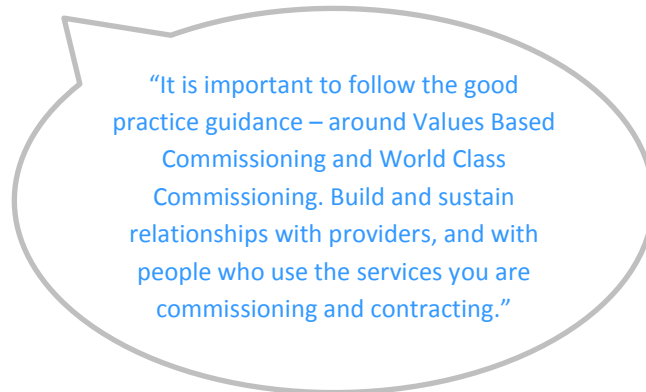 “It is important to follow the good
practice guidance – around Values Based
Commissioning and World Class
Commissioning. Build and sustain
relationships with providers, and with
people who use the services you are
commissioning and contracting.”